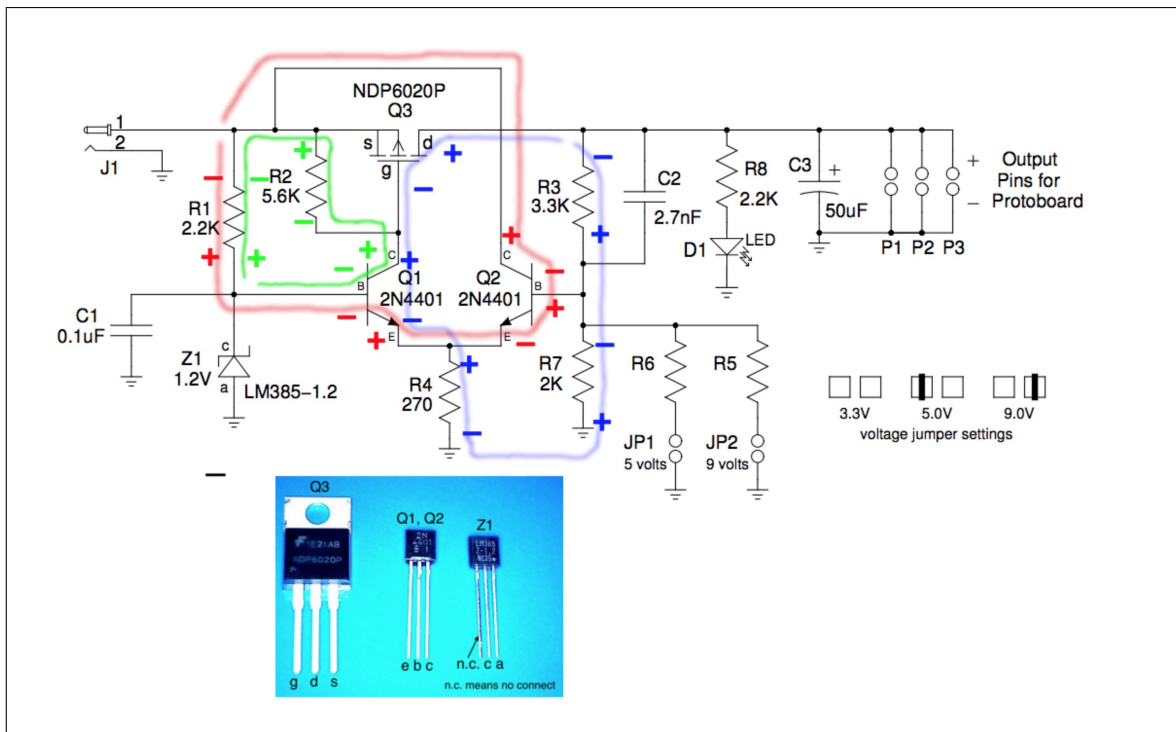 NDP6020P
Q3
1
2
J1
s
d
g
R2
5.6K
R1
2.2K
R3
3.3K
C2
2.7nF
R8
2.2K
C3
+
50uF
+
Output
Pins for
Protoboard
−
D1
LED
P1 P2 P3
C
C
Q1
Q2
B
2N4401
2N4401
B
E
E
C1
0.1uF
Z1
1.2V
c
a
LM385−1.2
R4
270
R7
2K
R6
R5
JP1
5 volts
JP2
9 volts
3.3V 5.0V 9.0V
voltage jumper settings
−
Q3
Q1, Q2
Z1
1E21AB
NDP6020P
2N
LM385
e b c
n.c. c a
g d s
n.c. means no connect